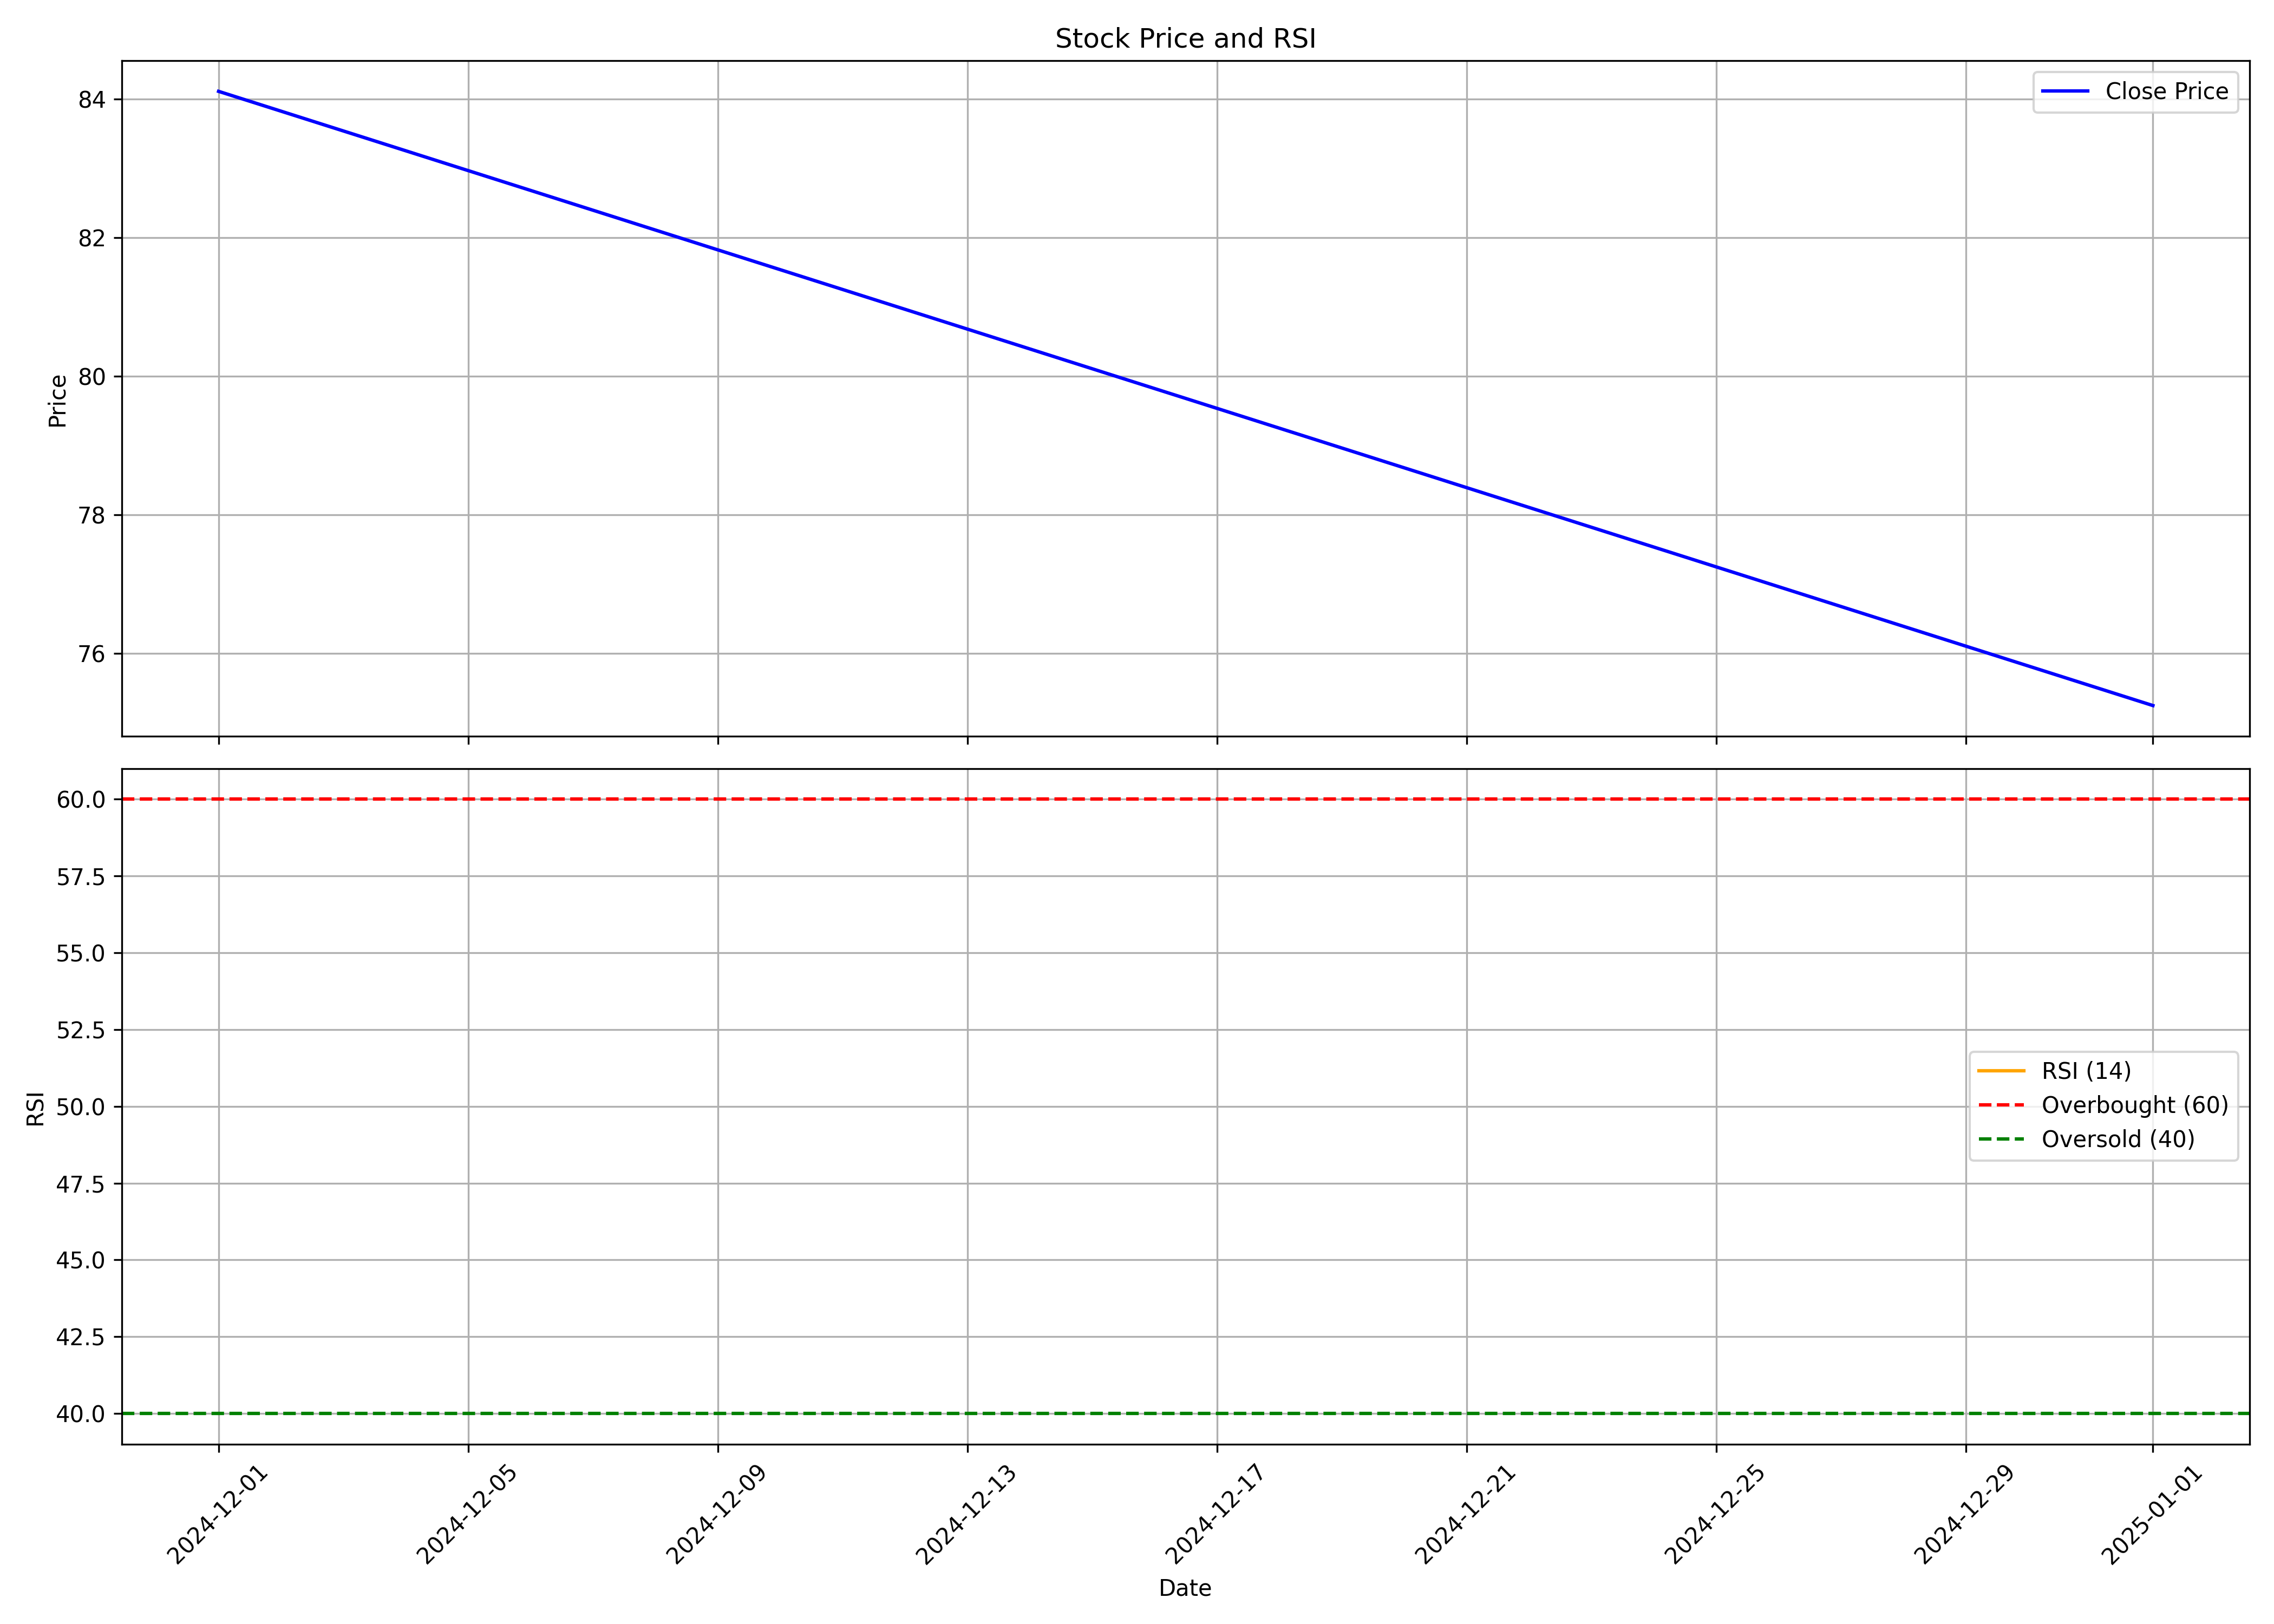 Stock Price and RSI
Close Price
Price
84
82
80
78
76
RSI
60.0
57.5
55.0
52.5
50.0
47.5
45.0
42.5
40.0
RSI (14)
Overbought (60)
Oversold (40)
2024-12-01
2024-12-05
2024-12-09
2024-12-13
2024-12-17
2024-12-21
2024-12-25
2024-12-29
2025-01-01
Date